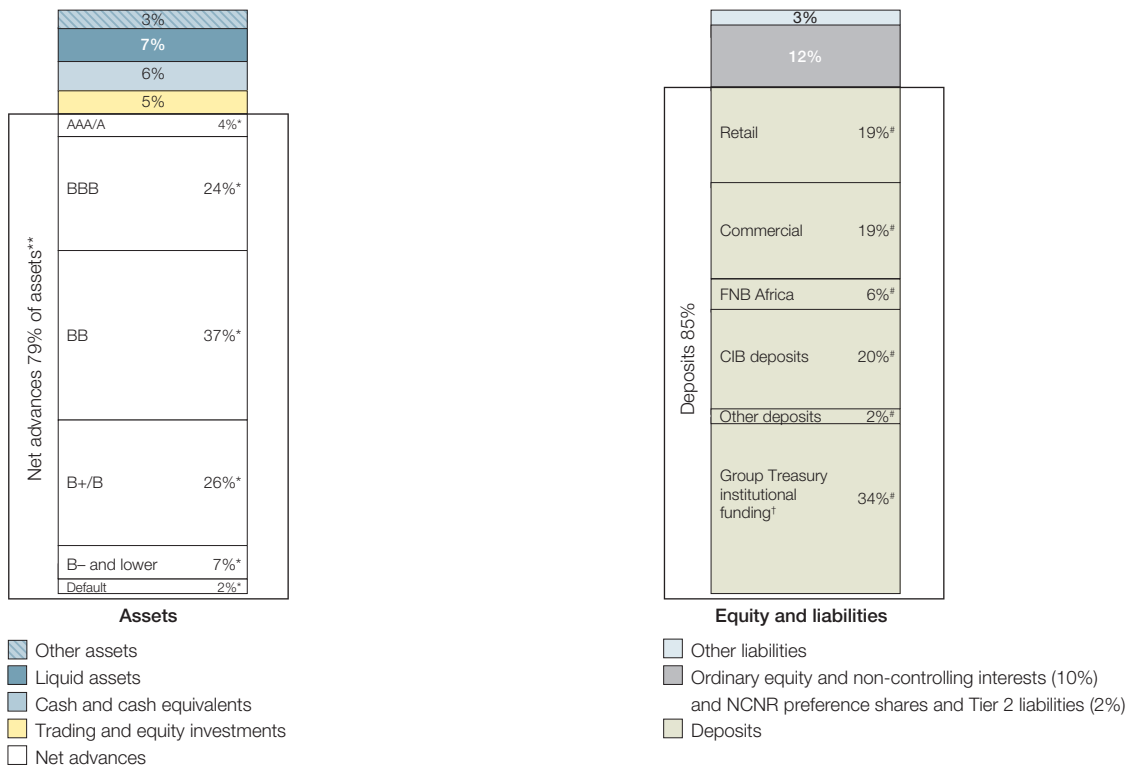 3%
7%
6%
5%
AAA/A 4%*
BBB 24%*
BB 37%*
B+/B 26%*
B– and lower 7%*
Default 2%*
Net advances 79% of assets**
Assets
Other assets
Liquid assets
Cash and cash equivalents
Trading and equity investments
Net advances
3%
12%
Retail 19%#
Commercial 19%#
FNB Africa 6%#
CIB deposits 20%#
Other deposits 2%#
Group Treasury
institutional 34%#
funding†
Deposits 85%
Equity and liabilities
Other liabilities
Ordinary equity and non-controlling interests (10%)
and NCNR preference shares and Tier 2 liabilities (2%)
Deposits